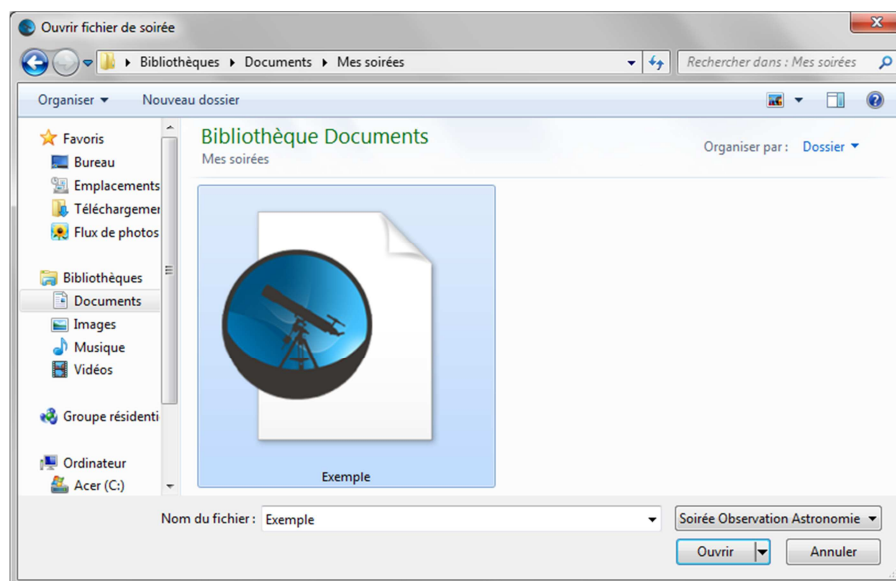 Ouvrir fichier de soirée
Bibliothèques Documents Mes soirées
Rechercher dans : Mes soirées
Organiser
Nouveau dossier
Favoris
Bureau
Emplacements
Téléchargemer
Flux de photos
Bibliothèques
Documents
Images
Musique
Vidéos
Groupe résidenti
Ordinateur
Acer (C:)
Bibliothèque Documents
Mes soirées
Organiser par : Dossier
Exemple
Nom du fichier : Exemple
Soirée Observation Astronomie
Ouvrir
Annuler